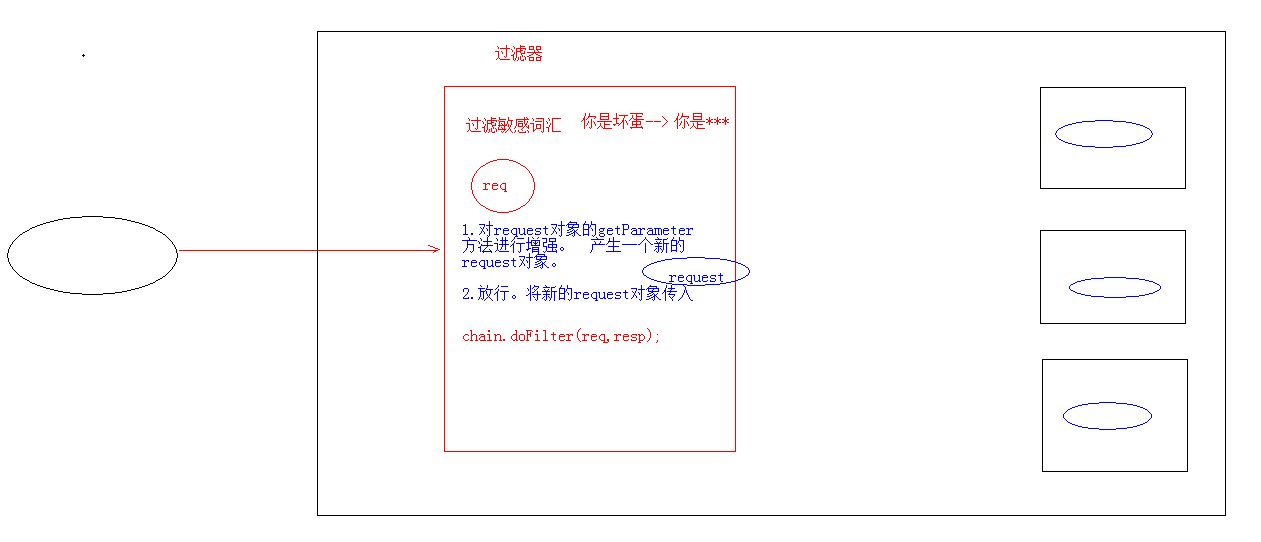 过滤器
过滤敏感词汇 你是坏蛋--> 你是***
req
1.对request对象的getParameter
方法进行增强。 产生一个新的
request对象。
request
2.放行。将新的request对象传入
chain.doFilter(req,resp);